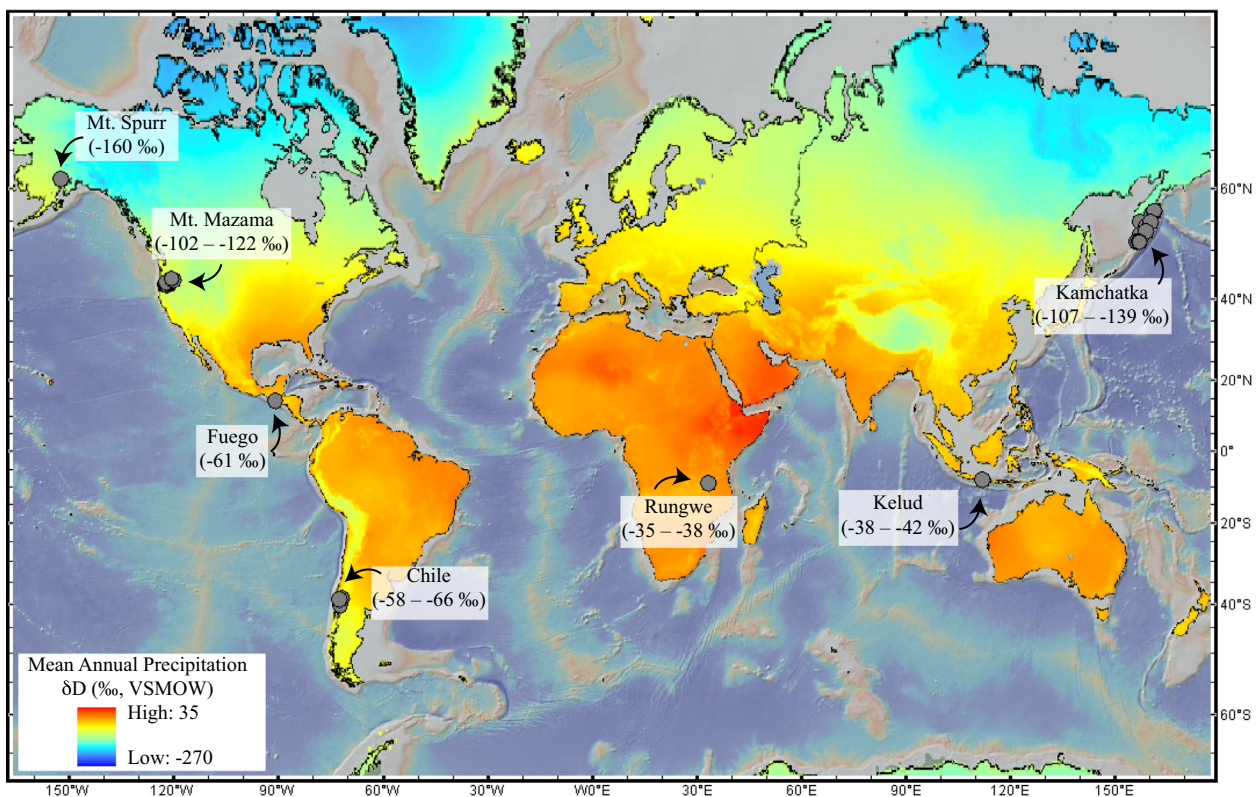 Mt. Spurr
(-160 ‰)
Mt. Mazama
(-102 – -122 ‰)
60°N
Kamchatka
(-107 – -139 ‰)
40°N
20°N
Fuego
(-61 ‰)
0°
Rungwe
(-35 – -38 ‰)
Kelud
(-38 – -42 ‰)
20°S
Chile
(-58 – -66 ‰)
40°S
Mean Annual Precipitation
δD (‰, VSMOW)
High: 35
Low: -270
60°S
150°W 120°W 90°W 60°W 30°W W0°E 30°E 60°E 90°E 120°E 150°E